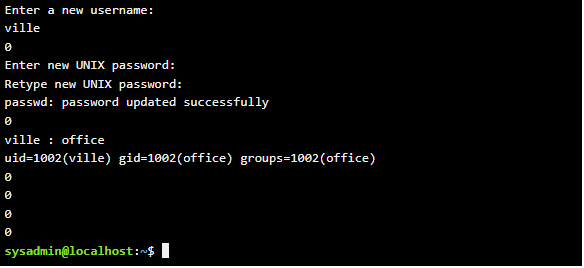 Enter a new username:
ville
0
Enter new UNIX password:
Retype new UNIX password:
passwd: password updated successfully
0
ville : office
uid=1002(ville) gid=1002(office) groups=1002(office)
0
0
0
0
sysadmin@localhost:~$